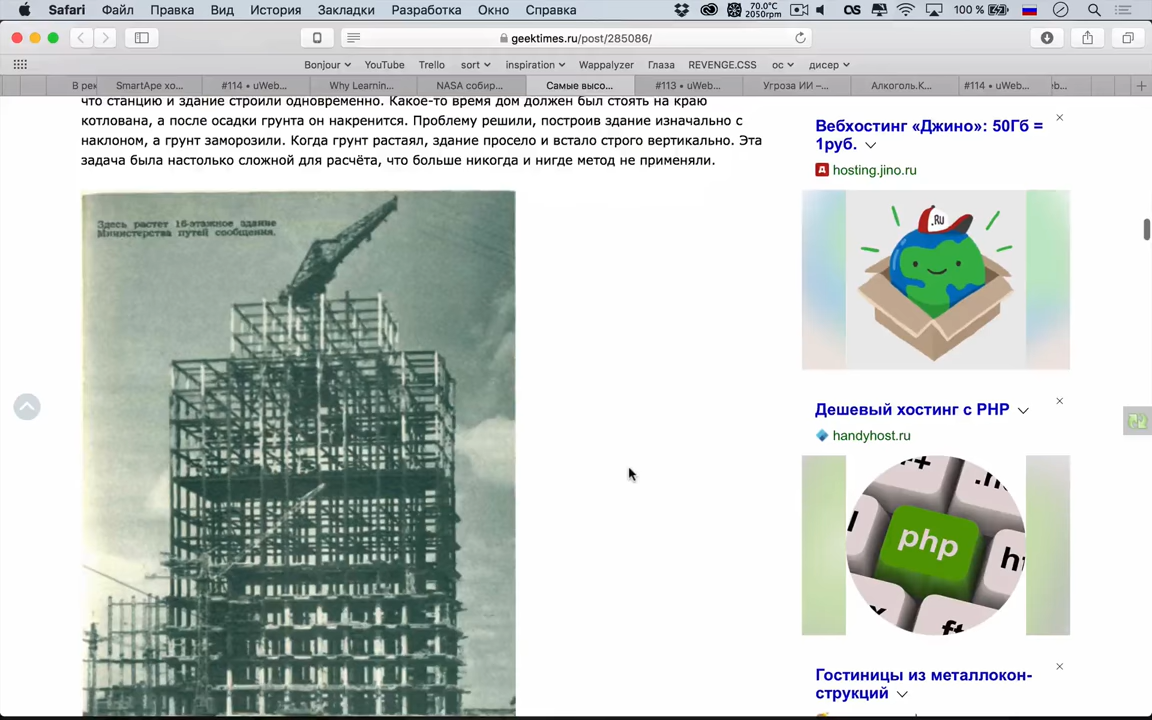 Safari Файл Правка Вид История Закладки Разработка Окно Справка
70.0°C
2050rpm
100 %
geektimes.ru/post/285086/
Bonjour YouTube Trello sort inspiration Wappalyzer Глаза REVENGE.CSS ос дисер
В рек SmartApe хо... #114 • uWeb... Why Learnin... NASA собир... Самые высо... #113 • uWeb... Угроза ИИ –... Алкоголь.К... #114 • uWeb...
что станцию и здание строили одновременно. Какое-то время дом должен был стоять на краю
котлована, а после осадки грунта он накренится. Проблему решили, построив здание изначально с
наклоном, а грунт заморозили. Когда грунт растаял, здание просело и встало строго вертикально. Эта
задача была настолько сложной для расчёта, что больше никогда и нигде метод не применяли.
Здесь растет 16-этажное здание
Министерства путей сообщения.
Вебхостинг «Джино»: 50Гб =
1руб.
hosting.jino.ru
.RU
Дешевый хостинг с PHP
handyhost.ru
php
Гостиницы из металлокон-
струкций